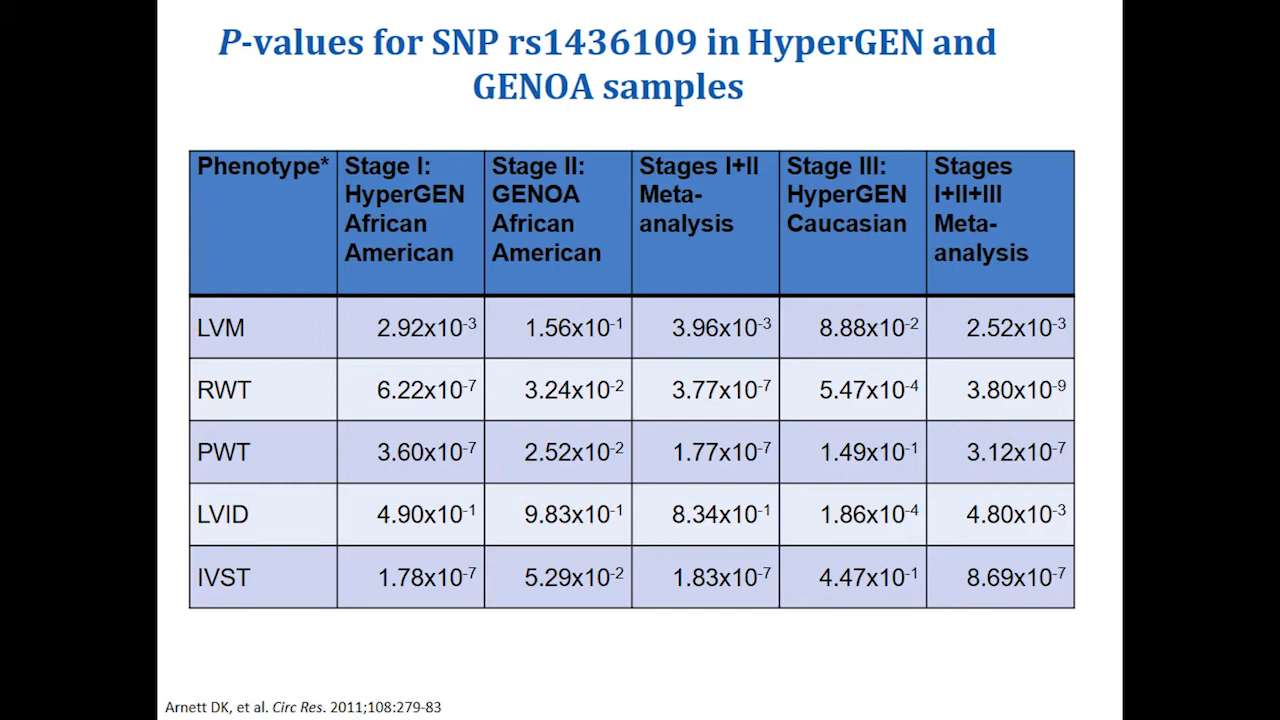 P-values for SNP rs1436109 in HyperGEN and
GENOA samples
Phenotype* Stage I: Stage II: Stages I+II Stage III: Stages
HyperGEN GENOA Meta- HyperGEN I+II+III
African African analysis Caucasian Meta-
American American analysis
LVM 2.92x10⁻³ 1.56x10⁻¹ 3.96x10⁻³ 8.88x10⁻² 2.52x10⁻³
RWT 6.22x10⁻⁷ 3.24x10⁻² 3.77x10⁻⁷ 5.47x10⁻⁴ 3.80x10⁻⁹
PWT 3.60x10⁻⁷ 2.52x10⁻² 1.77x10⁻⁷ 1.49x10⁻¹ 3.12x10⁻⁷
LVID 4.90x10⁻¹ 9.83x10⁻¹ 8.34x10⁻¹ 1.86x10⁻⁴ 4.80x10⁻³
IVST 1.78x10⁻⁷ 5.29x10⁻² 1.83x10⁻⁷ 4.47x10⁻¹ 8.69x10⁻⁷
Arnett DK, et al. Circ Res. 2011;108:279-83